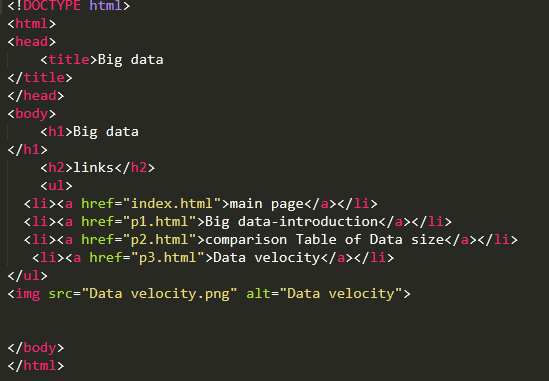 <!DOCTYPE html>
<html>
<head>
    <title>Big data
</title>
</head>
<body>
    <h1>Big data
</h1>
    <h2>links</h2>
    <ul>
  <li><a href="index.html">main page</a></li>
  <li><a href="p1.html">Big data-introduction</a></li>
  <li><a href="p2.html">comparison Table of Data size</a></li>
   <li><a href="p3.html">Data velocity</a></li>
</ul>
<img src="Data velocity.png" alt="Data velocity">
</body>
</html>